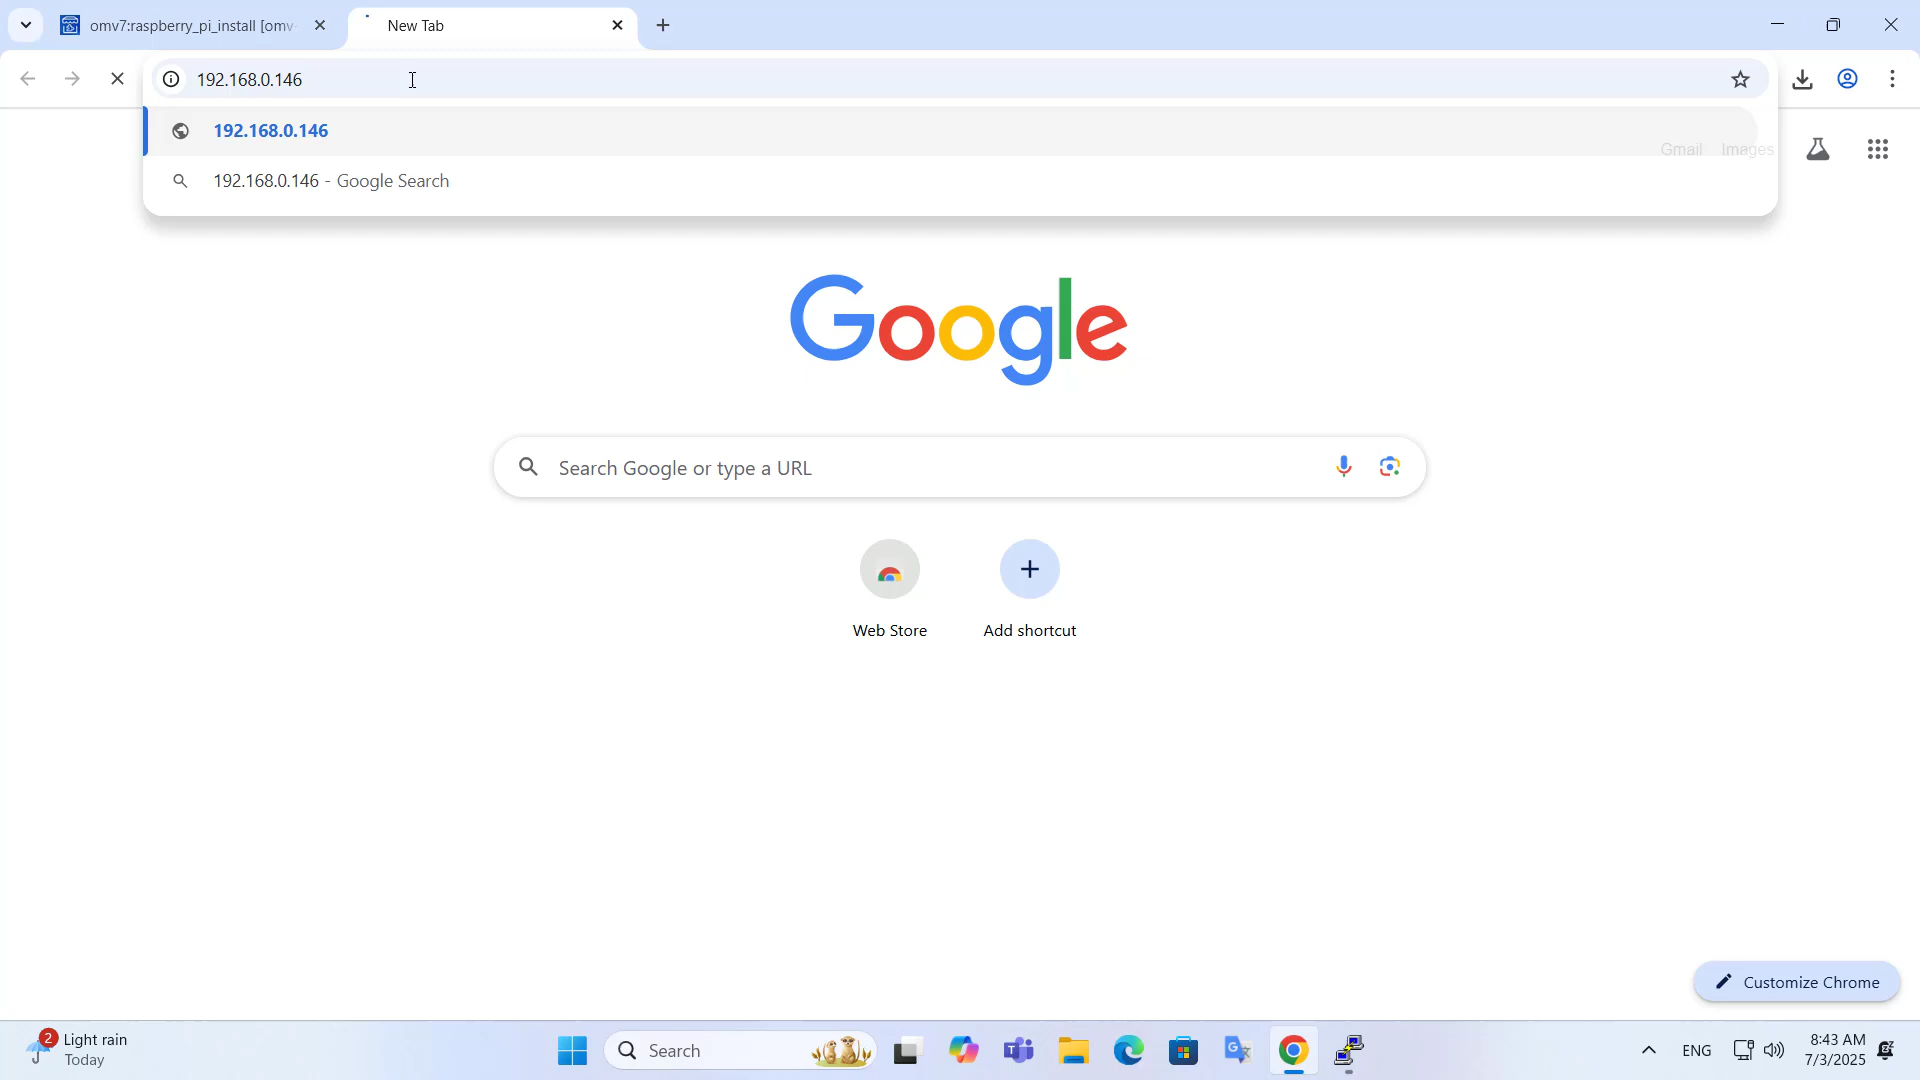 omv7:raspberry_pi_install [omv
New Tab
192.168.0.146
192.168.0.146
Gmail Images
192.168.0.146 - Google Search
Google
Search Google or type a URL
Web Store
Add shortcut
Customize Chrome
2
Light rain
Today
Search
ENG
8:43 AM
7/3/2025